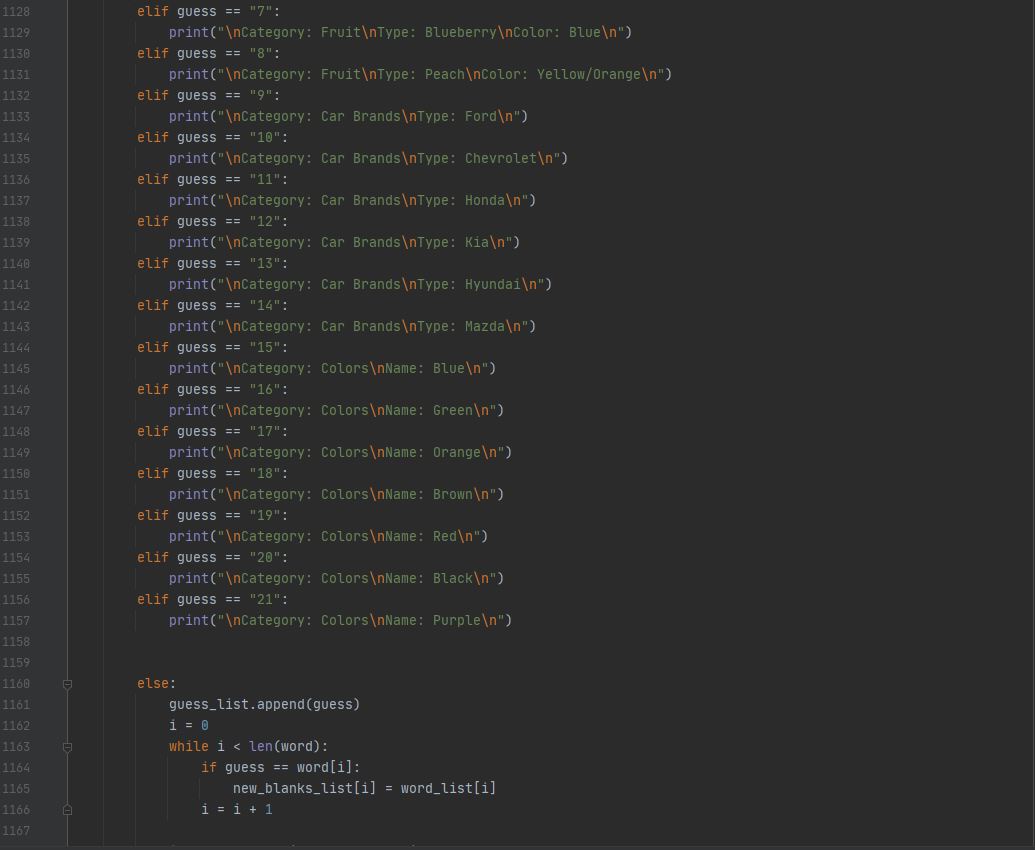 1128 elif guess == "7":
1129 print("\nCategory: Fruit\nType: Blueberry\nColor: Blue\n")
1130 elif guess == "8":
1131 print("\nCategory: Fruit\nType: Peach\nColor: Yellow/Orange\n")
1132 elif guess == "9":
1133 print("\nCategory: Car Brands\nType: Ford\n")
1134 elif guess == "10":
1135 print("\nCategory: Car Brands\nType: Chevrolet\n")
1136 elif guess == "11":
1137 print("\nCategory: Car Brands\nType: Honda\n")
1138 elif guess == "12":
1139 print("\nCategory: Car Brands\nType: Kia\n")
1140 elif guess == "13":
1141 print("\nCategory: Car Brands\nType: Hyundai\n")
1142 elif guess == "14":
1143 print("\nCategory: Car Brands\nType: Mazda\n")
1144 elif guess == "15":
1145 print("\nCategory: Colors\nName: Blue\n")
1146 elif guess == "16":
1147 print("\nCategory: Colors\nName: Green\n")
1148 elif guess == "17":
1149 print("\nCategory: Colors\nName: Orange\n")
1150 elif guess == "18":
1151 print("\nCategory: Colors\nName: Brown\n")
1152 elif guess == "19":
1153 print("\nCategory: Colors\nName: Red\n")
1154 elif guess == "20":
1155 print("\nCategory: Colors\nName: Black\n")
1156 elif guess == "21":
1157 print("\nCategory: Colors\nName: Purple\n")
1158
1159
1160 else:
1161 guess_list.append(guess)
1162 i = 0
1163 while i < len(word):
1164 if guess == word[i]:
1165 new_blanks_list[i] = word_list[i]
1166 i = i + 1
1167